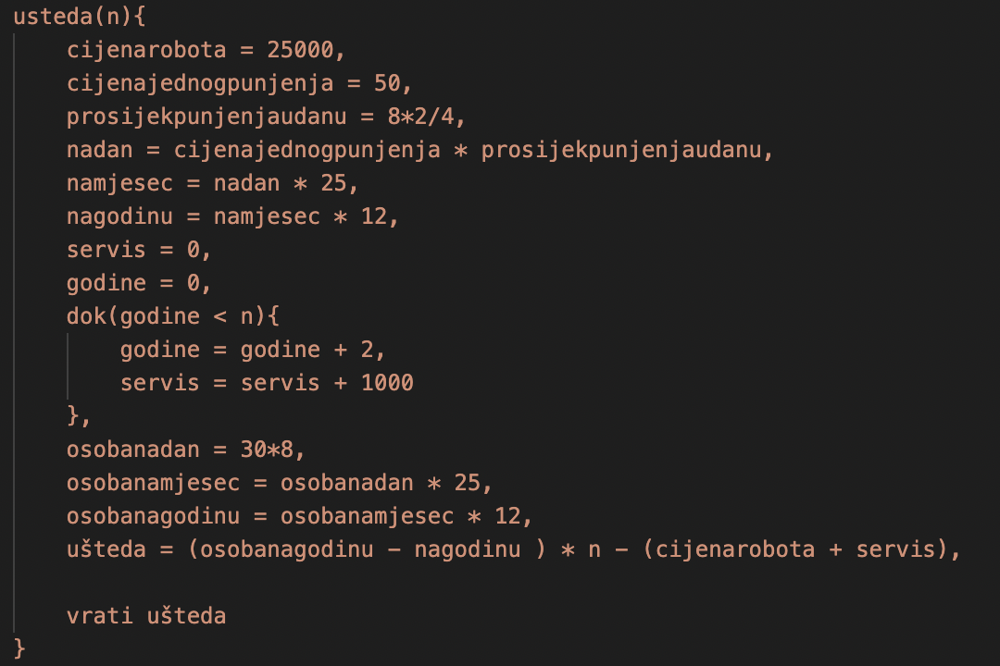 usteda(n){
cijenarobota = 25000,
cijenajednogpunjenja = 50,
prosijekpunjenjaudanu = 8*2/4,
nadan = cijenajednogpunjenja * prosijekpunjenjaudanu,
namjesec = nadan * 25,
nagodinu = namjesec * 12,
servis = 0,
godine = 0,
dok(godine < n){
godine = godine + 2,
servis = servis + 1000
},
osobanadan = 30*8,
osobanamjesec = osobanadan * 25,
osobanagodinu = osobanamjesec * 12,
ušteda = (osobanagodinu - nagodinu ) * n - (cijenarobota + servis),
vrati ušteda
}